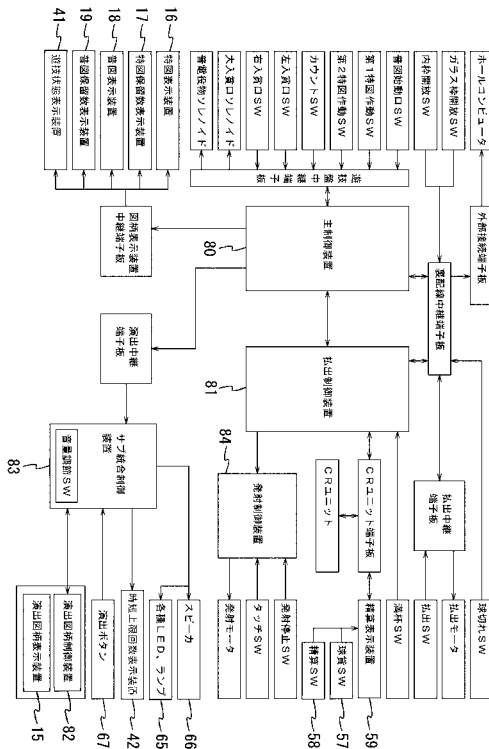 ホールコンピュータ
ガラス枠開放SW
内枠開放SW
普図始動口SW
第1特図作動SW
第2特図作動SW
カウントSW
左入賞口SW
右入賞口SW
大入賞口ソレノイド
普電役物ソレノイド
特図表示装置
16
特図保留数表示装置
17
普図表示装置
18
普図保留数表示装置
19
遊技状態表示装置
41
外部接続端子板
遊技盤中継端子板
図柄表示装置
中継端子板
裏配線中継端子板
主制御装置
80
演出中継
端子板
払出制御装置
81
サブ統合制御
装置
音量調節SW
83
払出中継
端子板
CRユニット端子板
CRユニット
発射制御装置
84
球切れSW
払出モータ
払出SW
満杯SW
精算表示装置
59
球貸SW
57
精算SW
58
発射停止SW
タッチSW
発射モータ
スピーカ
66
各種LED、ランプ
65
時短上限回数表示装置
42
演出ボタン
67
演出図柄制御装置
82
演出図柄表示装置
15